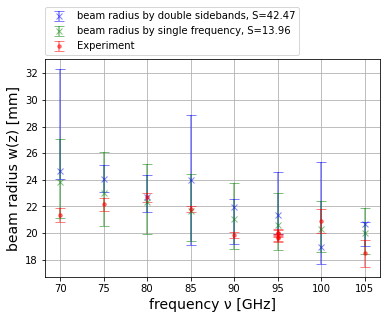 beam radius by double sidebands, S=42.47
beam radius by single frequency, S=13.96
Experiment
beam radius w(z) [mm]
32
30
28
26
24
22
20
18
70 75 80 85 90 95 100 105
frequency ν [GHz]